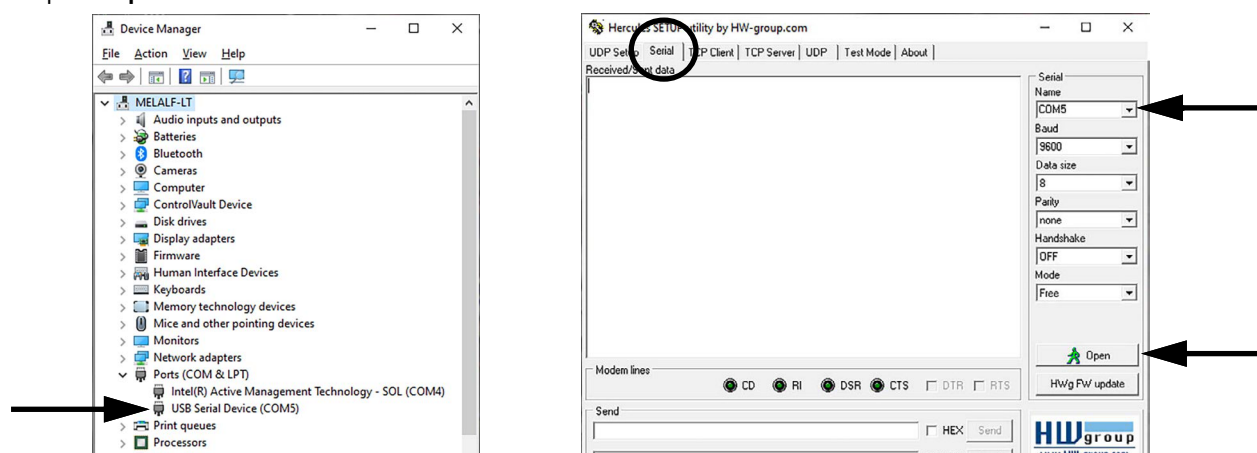 Device Manager
File Action View Help
MELALF-LT
Audio inputs and outputs
Batteries
Bluetooth
Cameras
Computer
ControlVault Device
Disk drives
Display adapters
Firmware
Human Interface Devices
Keyboards
Memory technology devices
Mice and other pointing devices
Monitors
Network adapters
Ports (COM & LPT)
Intel(R) Active Management Technology - SOL (COM4)
USB Serial Device (COM5)
Print queues
Processors
Hercules SETUP utility by HW-group.com
UDP Setup Serial TCP Client TCP Server UDP Test Mode About
Received/Sent data
Serial
Name
COM5
Baud
9600
Data size
8
Parity
none
Handshake
OFF
Mode
Free
Open
HWg FW update
Modem lines
CD RI DSR CTS DTR RTS
Send
HEX Send
HW group